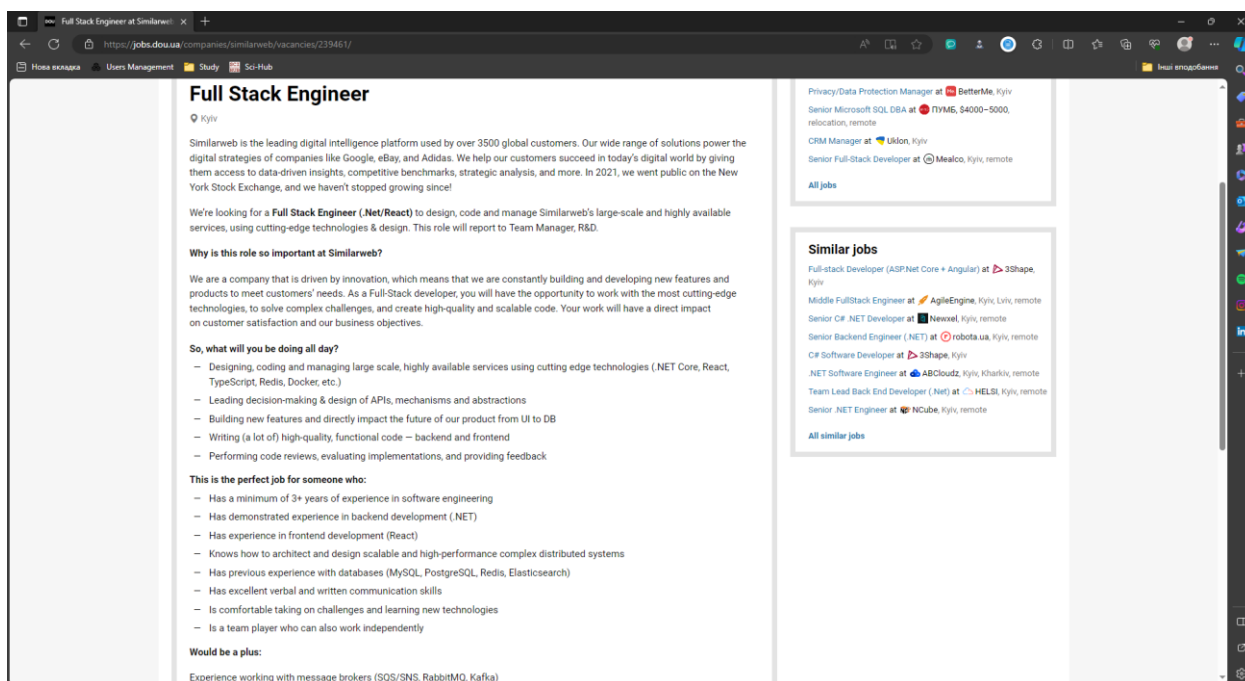 Full Stack Engineer at Similarweb
https://jobs.dou.ua/companies/similarweb/vacancies/239461/
Нова вкладка
Users Management
Study
Sci-Hub
Інші вподобання
Full Stack Engineer
Kyiv
Similarweb is the leading digital intelligence platform used by over 3500 global customers. Our wide range of solutions power the
digital strategies of companies like Google, eBay, and Adidas. We help our customers succeed in today's digital world by giving
them access to data-driven insights, competitive benchmarks, strategic analysis, and more. In 2021, we went public on the New
York Stock Exchange, and we haven't stopped growing since!
We're looking for a Full Stack Engineer (.Net/React) to design, code and manage Similarweb's large-scale and highly available
services, using cutting-edge technologies & design. This role will report to Team Manager, R&D.
Why is this role so important at Similarweb?
We are a company that is driven by innovation, which means that we are constantly building and developing new features and
products to meet customers' needs. As a Full-Stack developer, you will have the opportunity to work with the most cutting-edge
technologies, to solve complex challenges, and create high-quality and scalable code. Your work will have a direct impact
on customer satisfaction and our business objectives.
So, what will you be doing all day?
— Designing, coding and managing large scale, highly available services using cutting edge technologies (.NET Core, React,
TypeScript, Redis, Docker, etc.)
— Leading decision-making & design of APIs, mechanisms and abstractions
— Building new features and directly impact the future of our product from UI to DB
— Writing (a lot of) high-quality, functional code — backend and frontend
— Performing code reviews, evaluating implementations, and providing feedback
This is the perfect job for someone who:
— Has a minimum of 3+ years of experience in software engineering
— Has demonstrated experience in backend development (.NET)
— Has experience in frontend development (React)
— Knows how to architect and design scalable and high-performance complex distributed systems
— Has previous experience with databases (MySQL, PostgreSQL, Redis, Elasticsearch)
— Has excellent verbal and written communication skills
— Is comfortable taking on challenges and learning new technologies
— Is a team player who can also work independently
Would be a plus:
Experience working with message brokers (SQS/SNS, RabbitMQ, Kafka)
Privacy/Data Protection Manager at BetterMe, Kyiv
Senior Microsoft SQL DBA at ПУМБ, $4000–5000,
relocation, remote
CRM Manager at Uklon, Kyiv
Senior Full-Stack Developer at Mealco, Kyiv, remote
All jobs
Similar jobs
Full-stack Developer (ASP.Net Core + Angular) at 3Shape,
Kyiv
Middle FullStack Engineer at AgileEngine, Kyiv, Lviv, remote
Senior C# .NET Developer at Newxel, Kyiv, remote
Senior Backend Engineer (.NET) at robota.ua, Kyiv, remote
C# Software Developer at 3Shape, Kyiv
.NET Software Engineer at ABCloudz, Kyiv, Kharkiv, remote
Team Lead Back End Developer (.Net) at HELSI, Kyiv, remote
Senior .NET Engineer at NCube, Kyiv, remote
All similar jobs